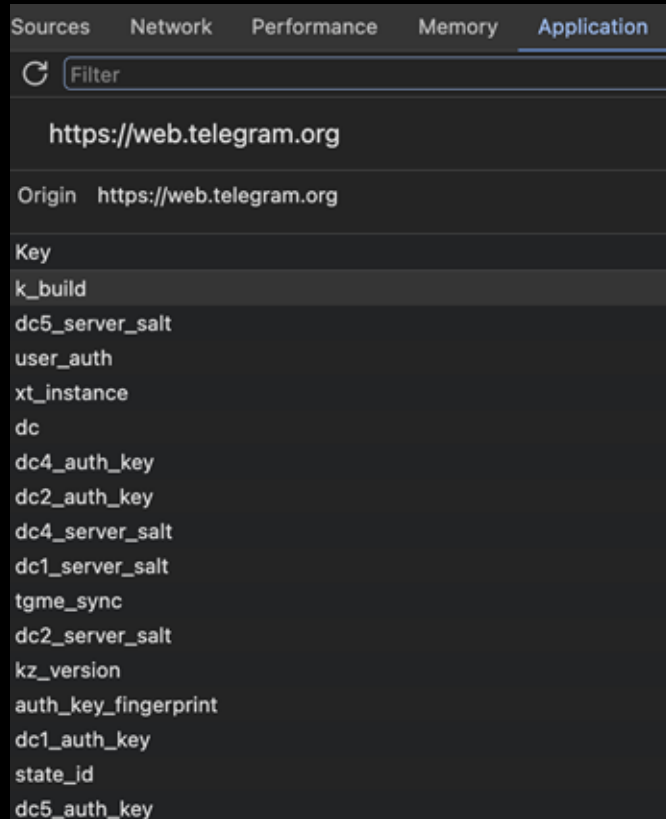 Sources Network Performance Memory Application
Filter
https://web.telegram.org
Origin https://web.telegram.org
Key
k_build
dc5_server_salt
user_auth
xt_instance
dc
dc4_auth_key
dc2_auth_key
dc4_server_salt
dc1_server_salt
tgme_sync
dc2_server_salt
kz_version
auth_key_fingerprint
dc1_auth_key
state_id
dc5_auth_key